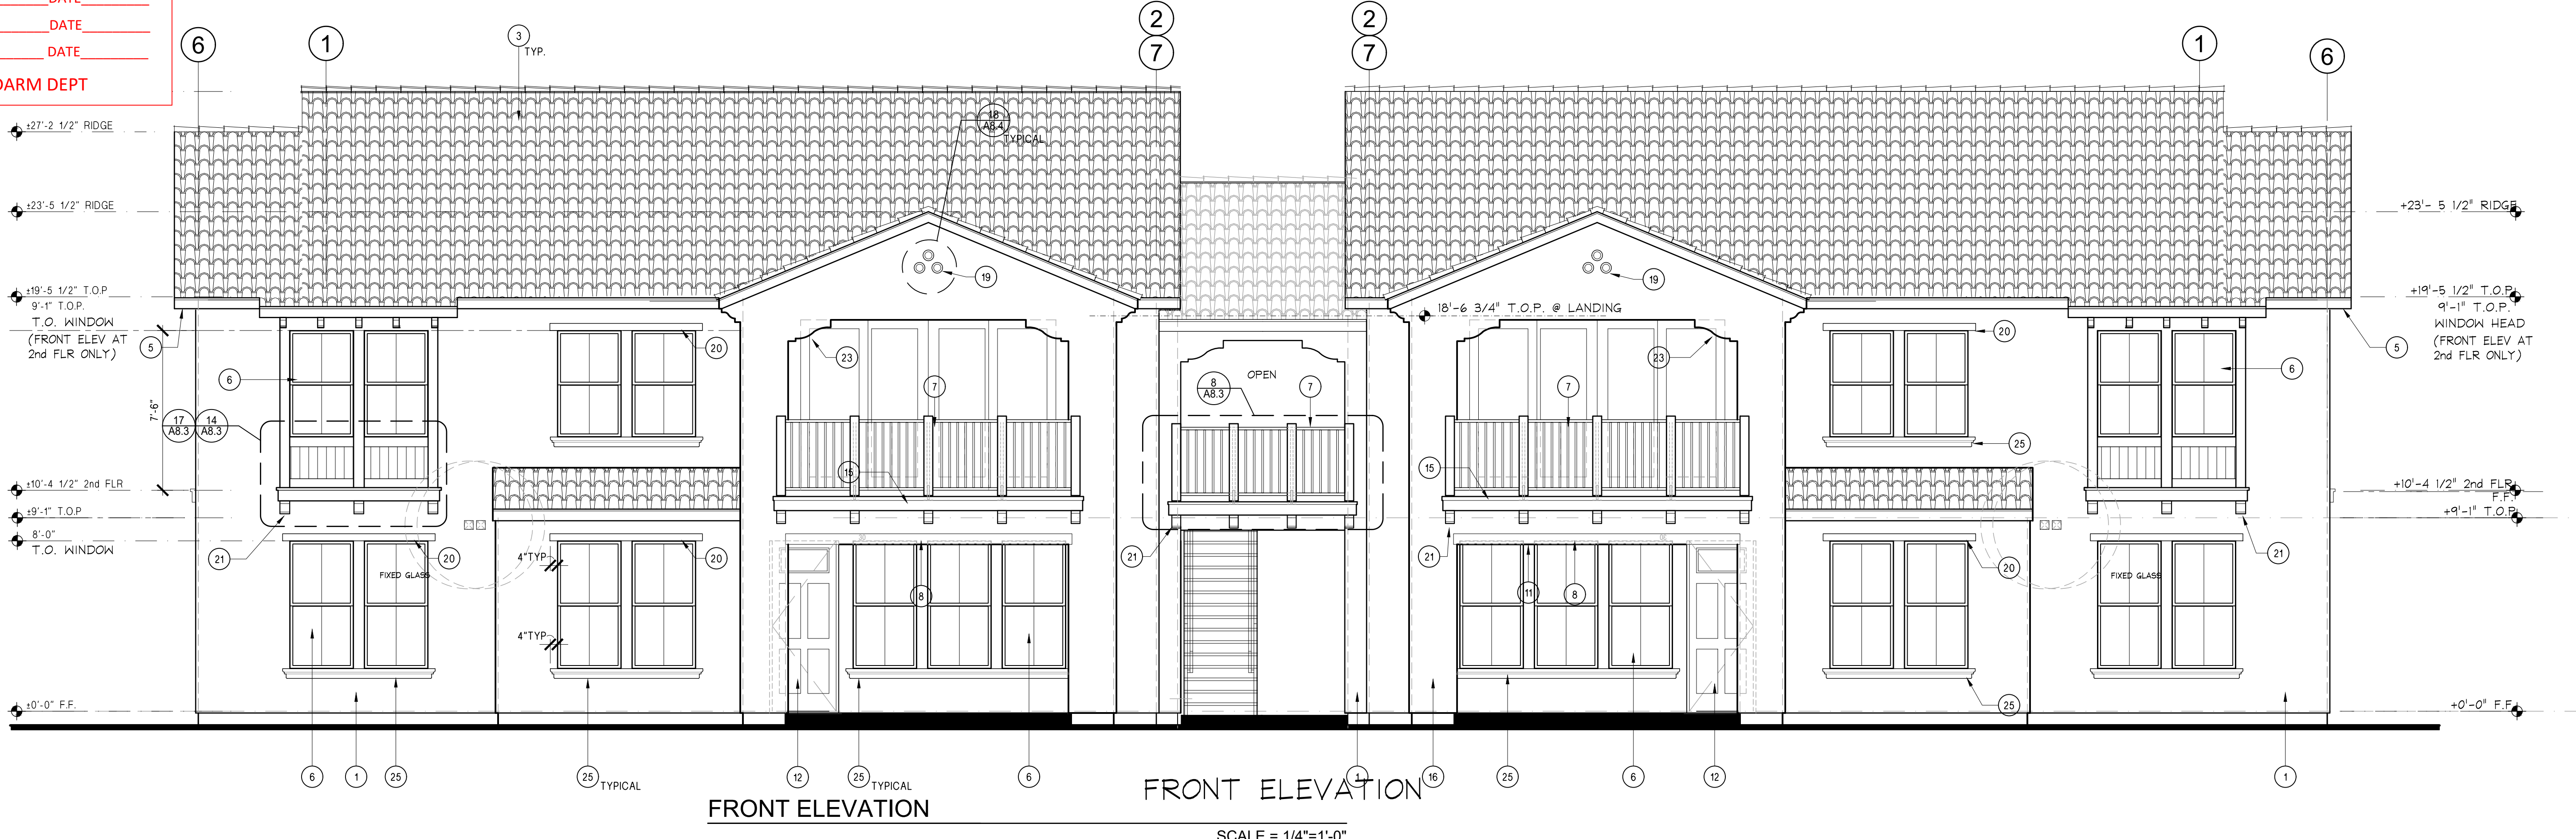 DATE
DATE
DATE
DARM DEPT
6
1
3
TYP.
2
7
2
7
1
6
18
A8.4
TYPICAL
±27'-2 1/2" RIDGE
±23'-5 1/2" RIDGE
+23'- 5 1/2" RIDGE
19
19
±19'-5 1/2" T.O.P
9'-1" T.O.P.
T.O. WINDOW
(FRONT ELEV AT
2nd FLR ONLY)
18'-6 3/4" T.O.P. @ LANDING
+19'-5 1/2" T.O.P
9'-1" T.O.P.
WINDOW HEAD
(FRONT ELEV AT
2nd FLR ONLY)
5
20
23
23
20
5
6
7
OPEN
8
A8.3
7
7
6
7'-6"
17
A8.3
14
A8.3
25
15
15
±10'-4 1/2" 2nd FLR
+10'-4 1/2" 2nd FLR
F.F.
±9'-1" T.O.P
+9'-1" T.O.P
8'-0"
T.O. WINDOW
21
20
4"TYP
20
21
21
20
21
FIXED GLASS
8
11
8
FIXED GLASS
4"TYP
±0'-0" F.F.
25
+0'-0" F.F.
6
1
25
25
TYPICAL
12
25
TYPICAL
6
1
16
25
6
12
1
FRONT ELEVATION
FRONT ELEVATION
SCALE = 1/4"=1'-0"